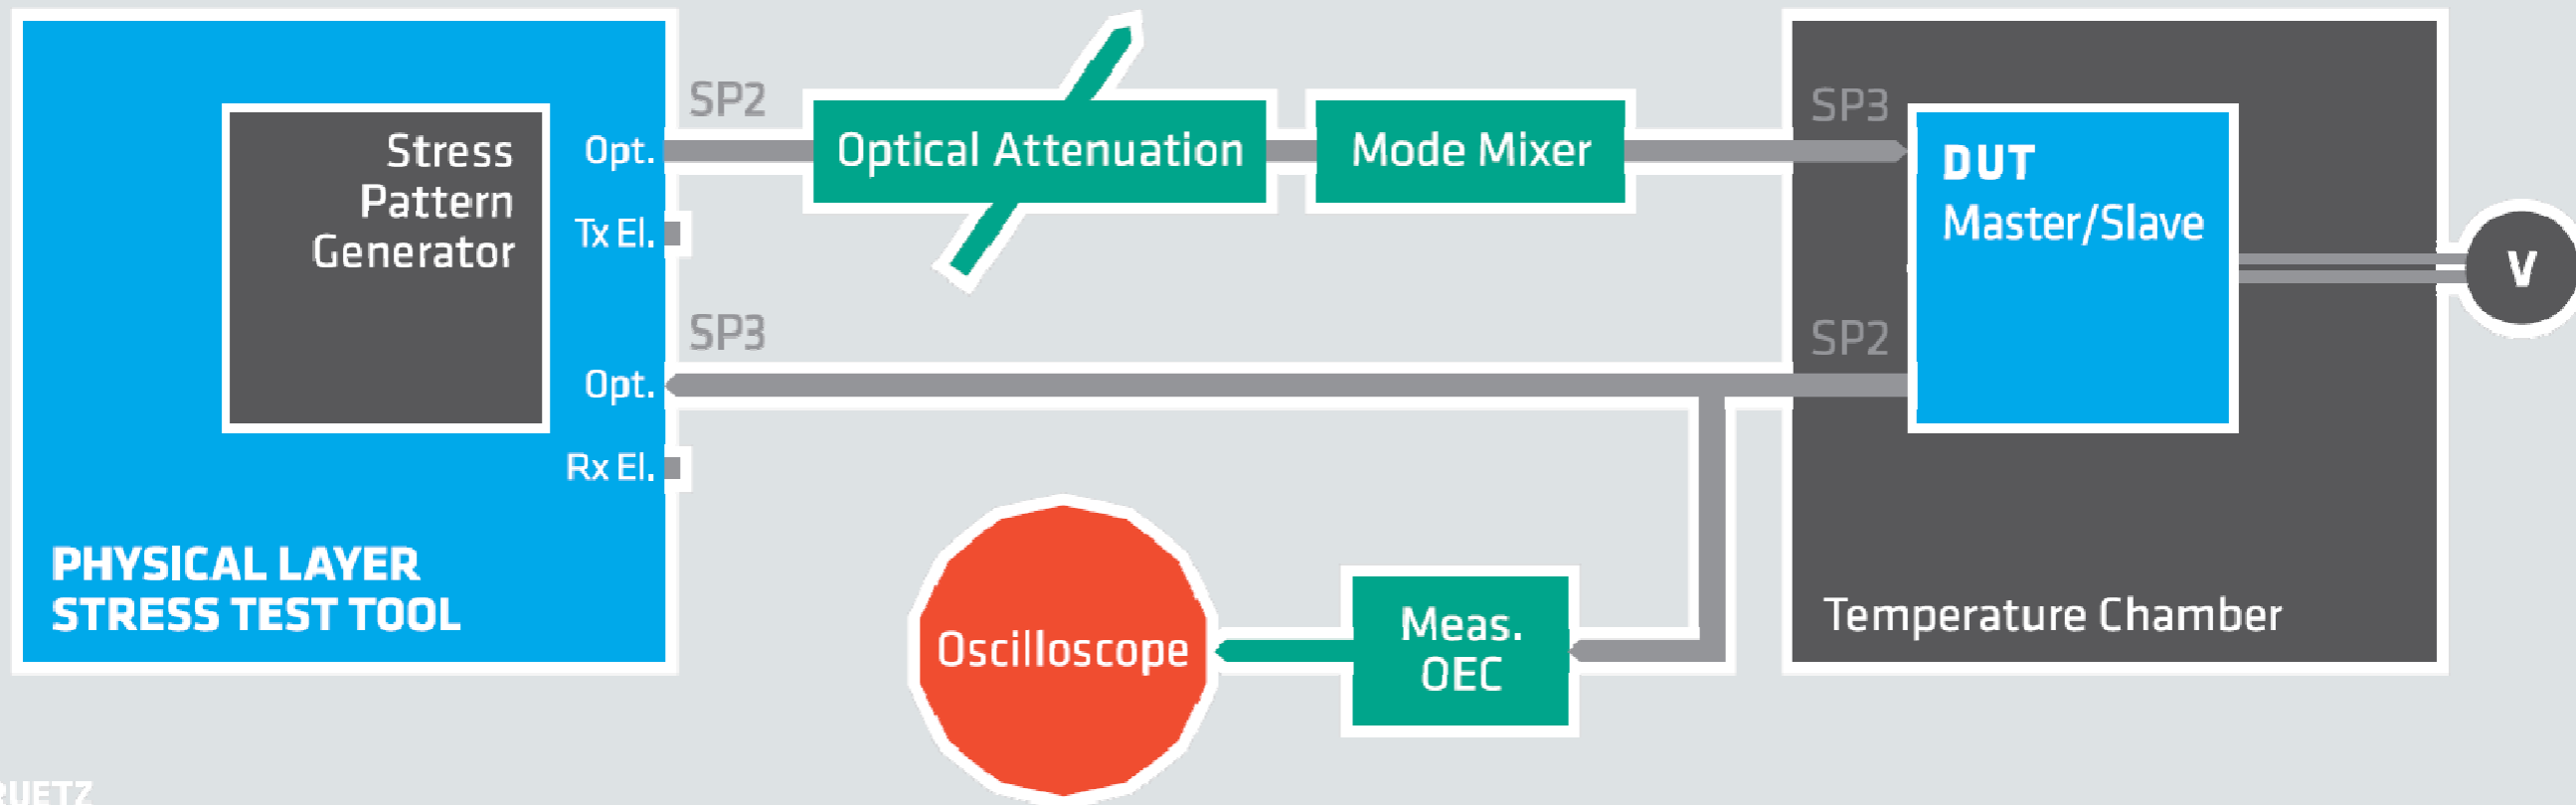 SP2
Stress
Pattern
Generator
Opt.
Tx El.
Optical Attenuation
Mode Mixer
SP3
DUT
Master/Slave
V
SP3
Opt.
Rx El.
SP2
PHYSICAL LAYER
STRESS TEST TOOL
Oscilloscope
Meas.
OEC
Temperature Chamber